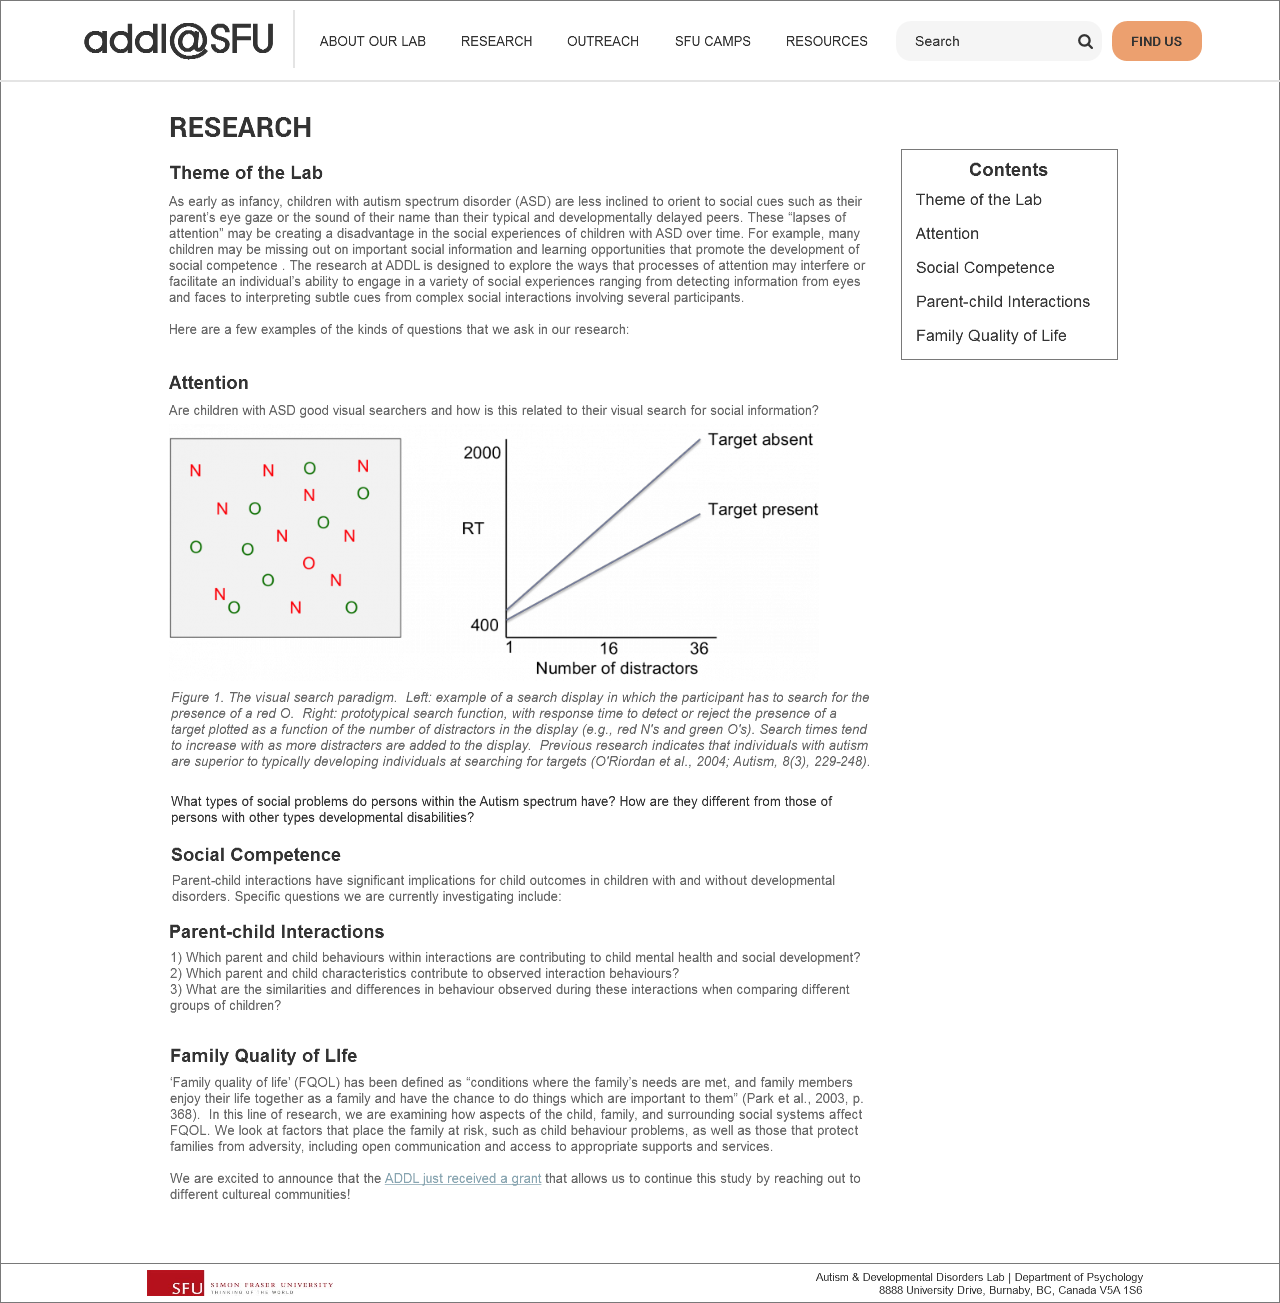 addl@SFU
ABOUT OUR LAB
RESEARCH
OUTREACH
SFU CAMPS
RESOURCES
Search
FIND US
RESEARCH
Theme of the Lab
As early as infancy, children with autism spectrum disorder (ASD) are less inclined to orient to social cues such as their
parent's eye gaze or the sound of their name than their typical and developmentally delayed peers. These “lapses of
attention” may be creating a disadvantage in the social experiences of children with ASD over time. For example, many
children may be missing out on important social information and learning opportunities that promote the development of
social competence . The research at ADDL is designed to explore the ways that processes of attention may interfere or
facilitate an individual's ability to engage in a variety of social experiences ranging from detecting information from eyes
and faces to interpreting subtle cues from complex social interactions involving several participants.
Here are a few examples of the kinds of questions that we ask in our research:
Contents
Theme of the Lab
Attention
Social Competence
Parent-child Interactions
Family Quality of Life
Attention
Are children with ASD good visual searchers and how is this related to their visual search for social information?
N N O N
N O
N O O
N N
O O
O
O N
N
O N O
2000
RT
400
1 16 36
Number of distractors
Target absent
Target present
Figure 1. The visual search paradigm.  Left: example of a search display in which the participant has to search for the
presence of a red O.  Right: prototypical search function, with response time to detect or reject the presence of a
target plotted as a function of the number of distractors in the display (e.g., red N's and green O's). Search times tend
to increase with as more distracters are added to the display.  Previous research indicates that individuals with autism
are superior to typically developing individuals at searching for targets (O'Riordan et al., 2004; Autism, 8(3), 229-248).
What types of social problems do persons within the Autism spectrum have? How are they different from those of
persons with other types developmental disabilities?
Social Competence
Parent-child interactions have significant implications for child outcomes in children with and without developmental
disorders. Specific questions we are currently investigating include:
Parent-child Interactions
1) Which parent and child behaviours within interactions are contributing to child mental health and social development?
2) Which parent and child characteristics contribute to observed interaction behaviours?
3) What are the similarities and differences in behaviour observed during these interactions when comparing different
groups of children?
Family Quality of LIfe
‘Family quality of life’ (FQOL) has been defined as “conditions where the family's needs are met, and family members
enjoy their life together as a family and have the chance to do things which are important to them” (Park et al., 2003, p.
368).  In this line of research, we are examining how aspects of the child, family, and surrounding social systems affect
FQOL. We look at factors that place the family at risk, such as child behaviour problems, as well as those that protect
families from adversity, including open communication and access to appropriate supports and services.
We are excited to announce that the ADDL just received a grant that allows us to continue this study by reaching out to
different cultureal communities!
SFU
SIMON FRASER UNIVERSITY
THINKING OF THE WORLD
Autism & Developmental Disorders Lab | Department of Psychology
8888 University Drive, Burnaby, BC, Canada V5A 1S6